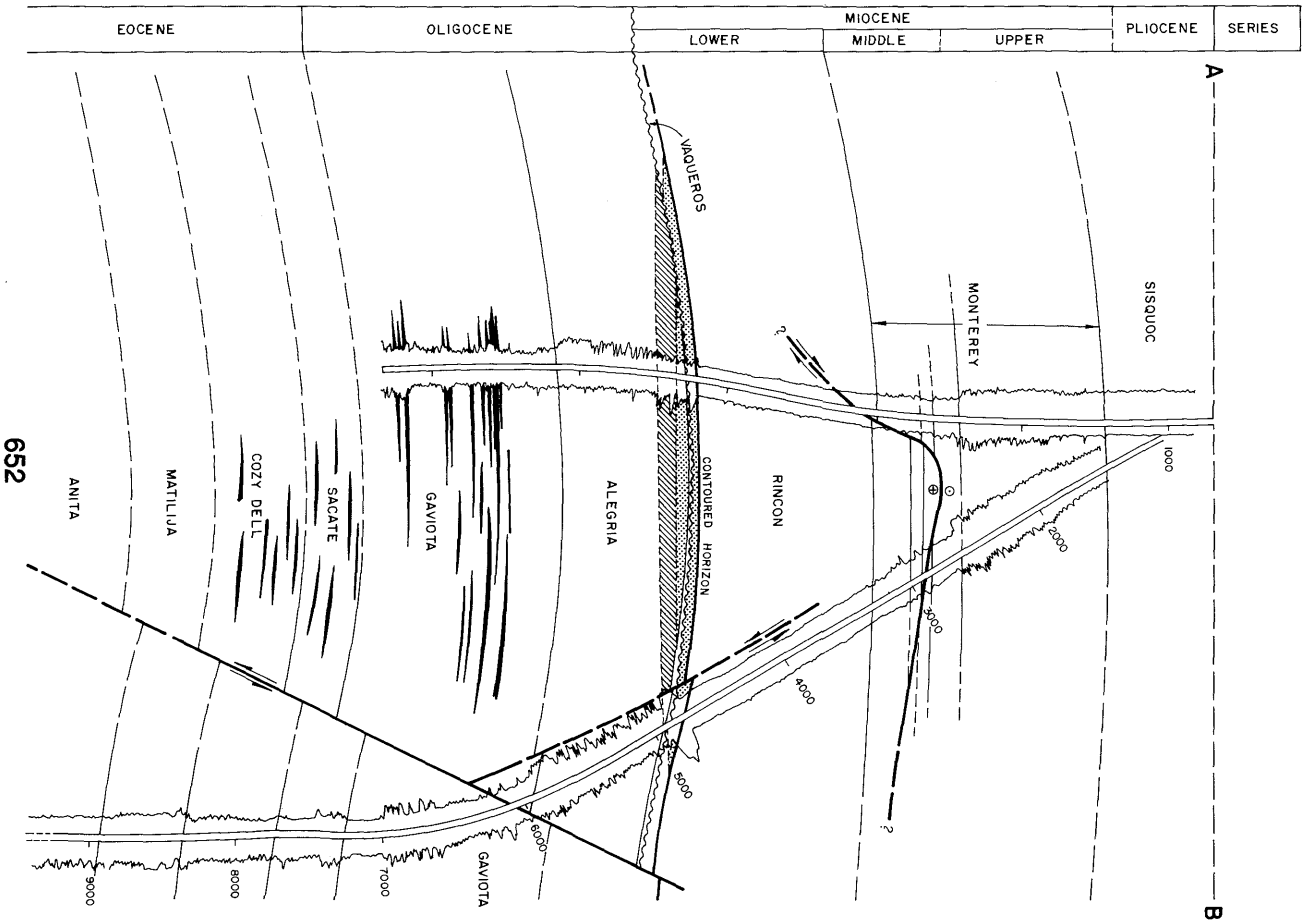 EOCENE
OLIGOCENE
MIOCENE
LOWER
MIDDLE
UPPER
PLIOCENE
SERIES
A
VAQUEROS
SISQUOC
MONTEREY
?
1000
CONTOURED HORIZON
RINCON
ALEGRIA
GAVIOTA
SACATE
COZY DELL
MATILIJA
ANITA
652
2000
3000
4000
5000
6000
7000
8000
9000
GAVIOTA
?
B